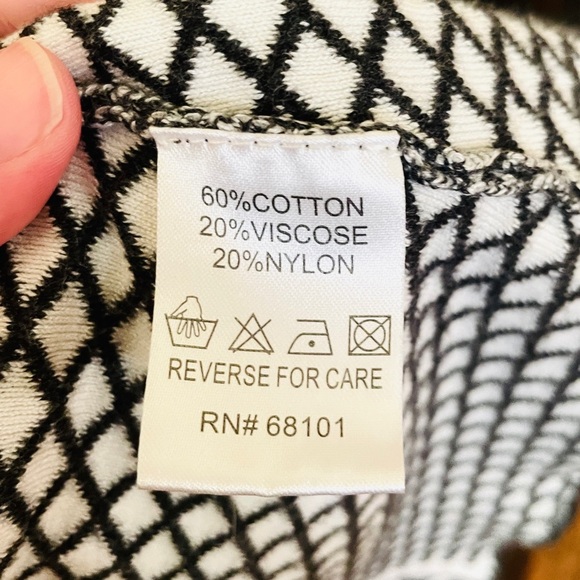 60%COTTON
20%VISCOSE
20%NYLON
REVERSE FOR CARE
RN# 68101